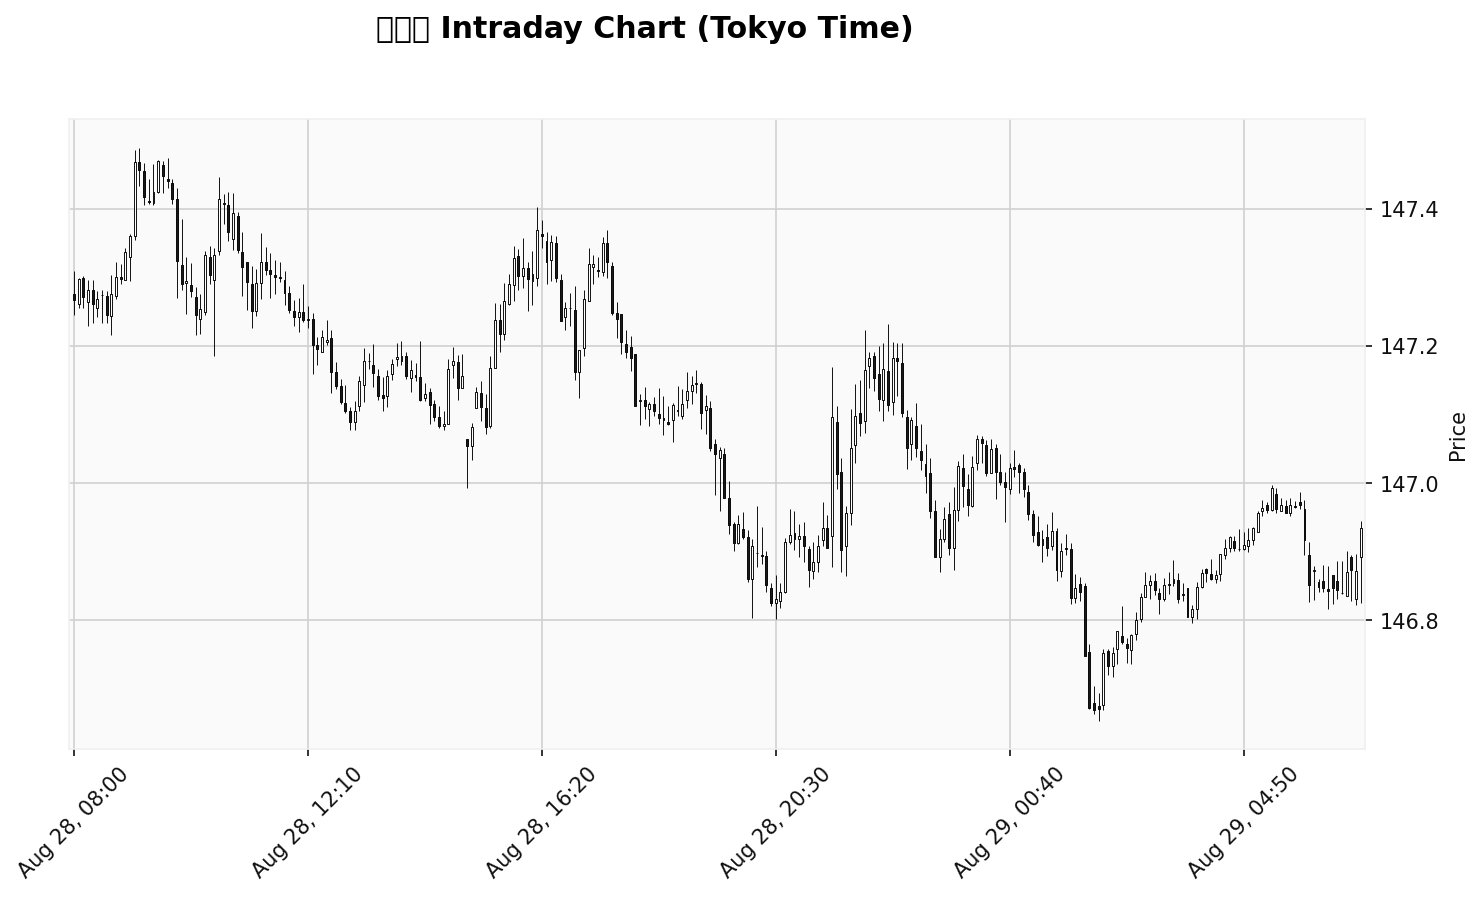 Intraday Chart (Tokyo Time)
147.4
147.2
147.0
146.8
Price
Aug 28, 08:00
Aug 28, 12:10
Aug 28, 16:20
Aug 28, 20:30
Aug 29, 00:40
Aug 29, 04:50